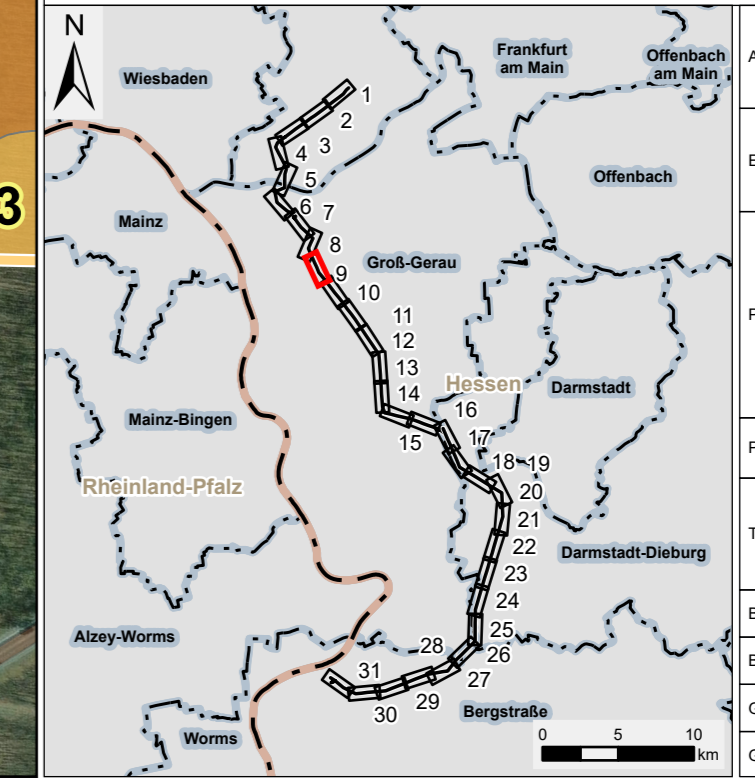 N
Wiesbaden
Frankfurt
am Main
Offenbach
am Main
1
2
3
4
5
Offenbach
3
Mainz
6
7
8
Groß-Gerau
9
10
11
12
13
Hessen
Darmstadt
14
16
Mainz-Bingen
15
17
Rheinland-Pfalz
18
19
20
21
22
Darmstadt-Dieburg
23
24
25
Alzey-Worms
28
26
31
27
29
30
Bergstraße
Worms
0
5
10
km